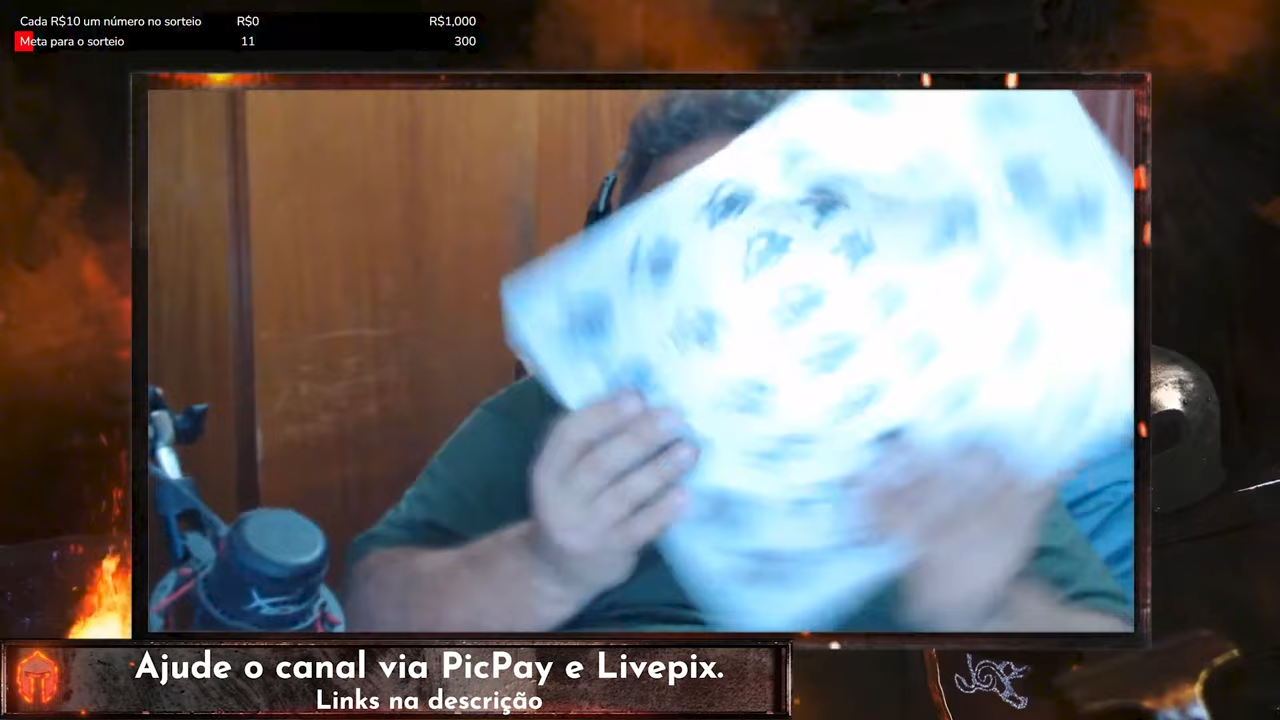 Cada R$10 um número no sorteio R$0 R$1,000
Meta para o sorteio 11 300
Ajude o canal via PicPay e Livepix.
Links na descrição